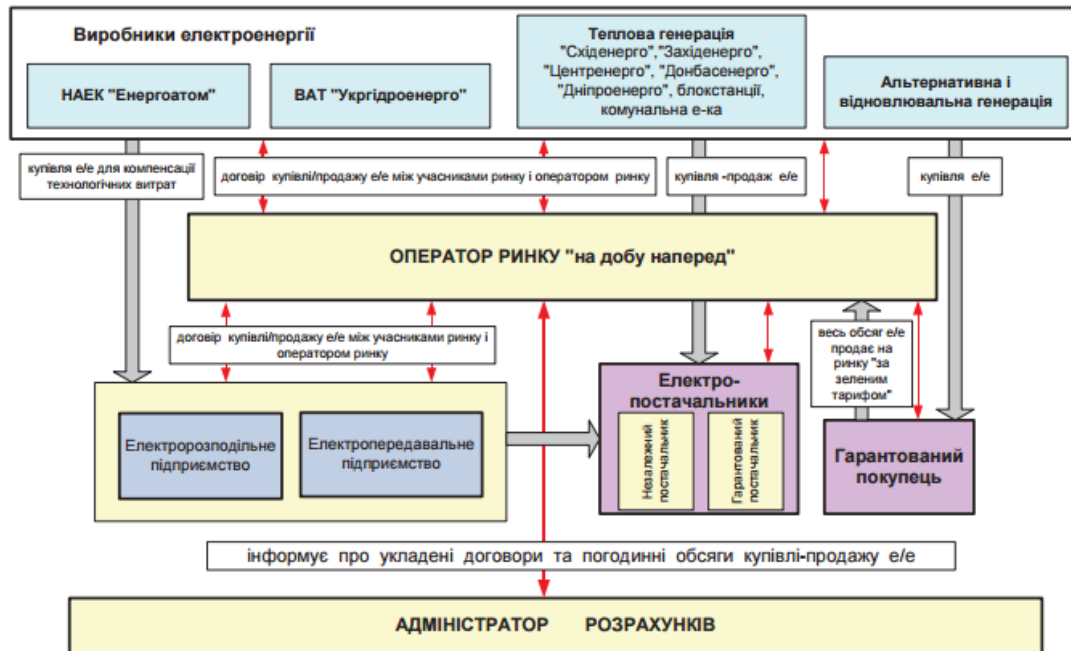 Виробники електроенергії
НАЕК "Енергоатом"
ВАТ "Укргідроенерго"
Теплова генерація
"Східенерго","Західенерго",
"Центренерго", "Донбасенерго",
"Дніпроенерго", блокстанції,
комунальна е-ка
Альтернативна і
відновлювальна генерація
купівля е/е для компенсації
технологічних витрат
договір купівлі/продажу е/е між учасниками ринку і оператором ринку
купівля -продаж е/е
купівля е/е
ОПЕРАТОР РИНКУ "на добу наперед"
договір купівлі/продажу е/е між учасниками ринку і
оператором ринку
весь обсяг е/е
продає на
ринку "за
зеленим
тарифом"
Електророзподільне
підприємство
Електропередавальне
підприємство
Електро-
постачальники
Незалежний
постачальник
Гарантований
постачальник
Гарантований
покупець
інформує про укладені договори та погодинні обсяги купівлі-продажу е/е
АДМІНІСТРАТОР РОЗРАХУНКІВ